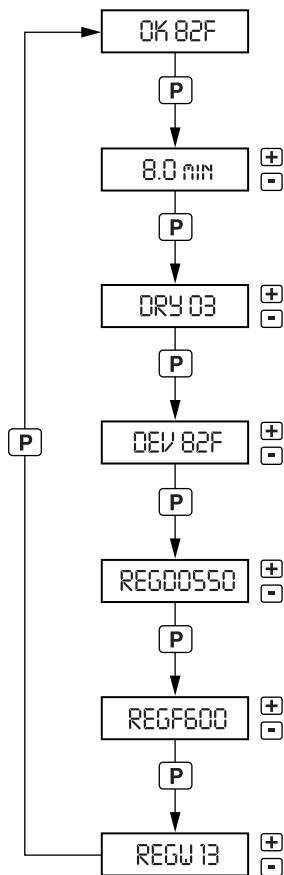 OK 82F
P
8.0 MIN
+
-
P
DRY 03
+
-
P
P
DEV 82F
+
-
P
REGD0550
+
-
P
REGF600
+
-
P
REGW 13
+
-